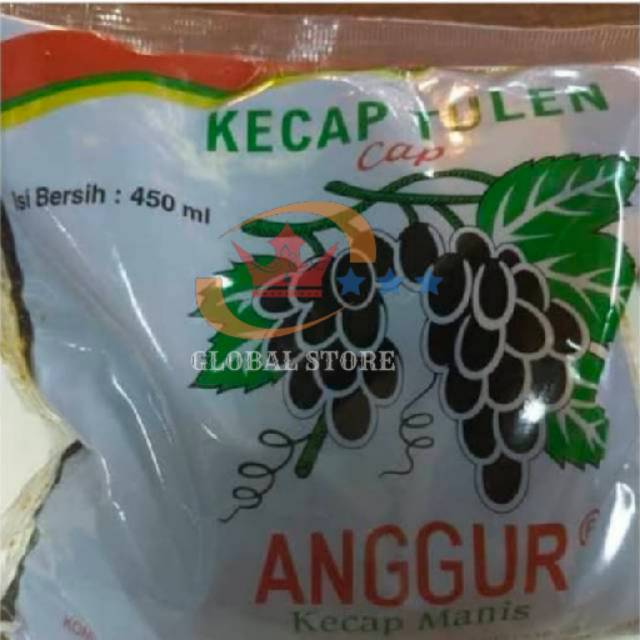 KECAP TULEN
Cap
Isi Bersih : 450 ml
GLOBAL STORE
ANGGUR
Kecap Manis